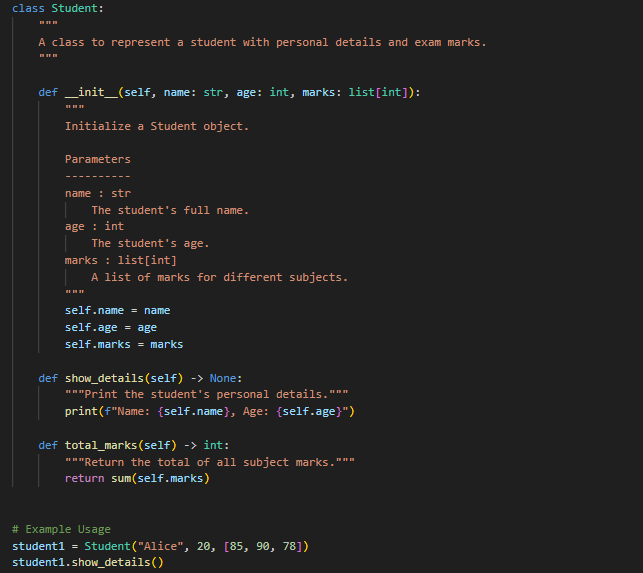 class Student:
    """
    A class to represent a student with personal details and exam marks.
    """

    def __init__(self, name: str, age: int, marks: list[int]):
        """
        Initialize a Student object.

        Parameters
        ----------
        name : str
            The student's full name.
        age : int
            The student's age.
        marks : list[int]
            A list of marks for different subjects.
        """
        self.name = name
        self.age = age
        self.marks = marks

    def show_details(self) -> None:
        """Print the student's personal details."""
        print(f"Name: {self.name}, Age: {self.age}")

    def total_marks(self) -> int:
        """Return the total of all subject marks."""
        return sum(self.marks)


# Example Usage
student1 = Student("Alice", 20, [85, 90, 78])
student1.show_details()